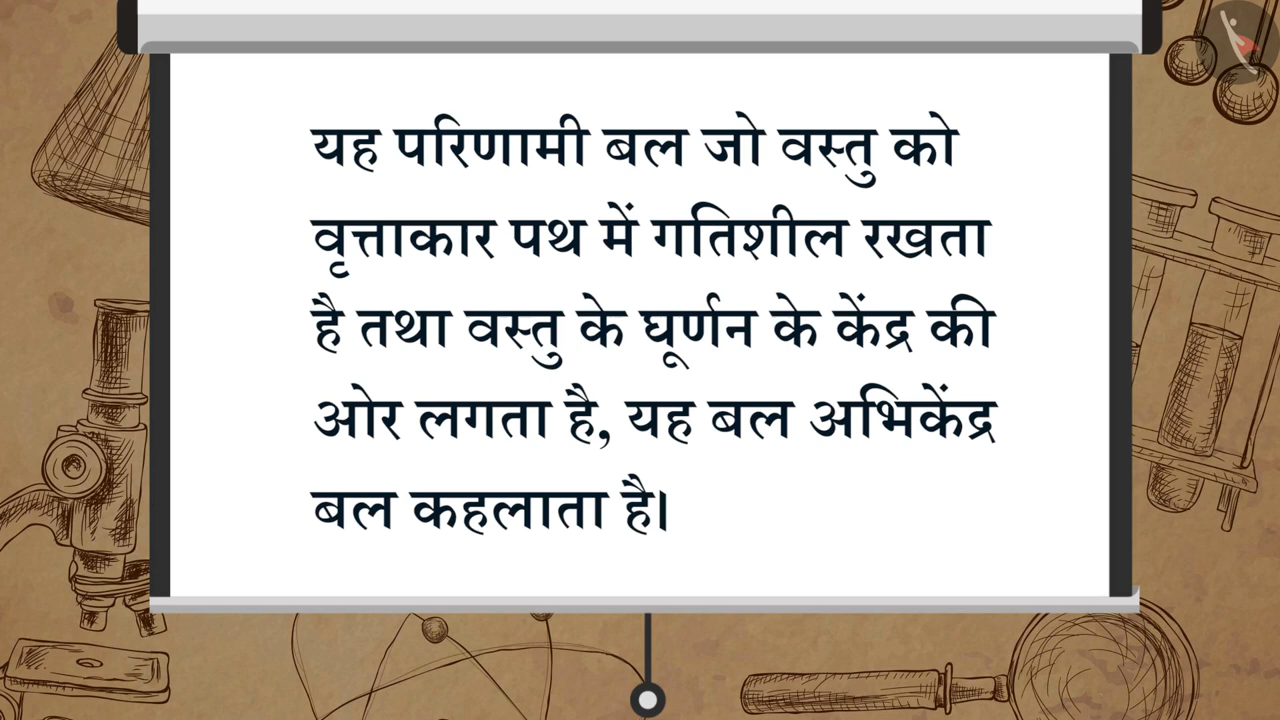 यह परिणामी बल जो वस्तु को
वृत्ताकार पथ में गतिशील रखता
है तथा वस्तु के घूर्णन के केंद्र की
ओर लगता है, यह बल अभिकेंद्र
बल कहलाता है।